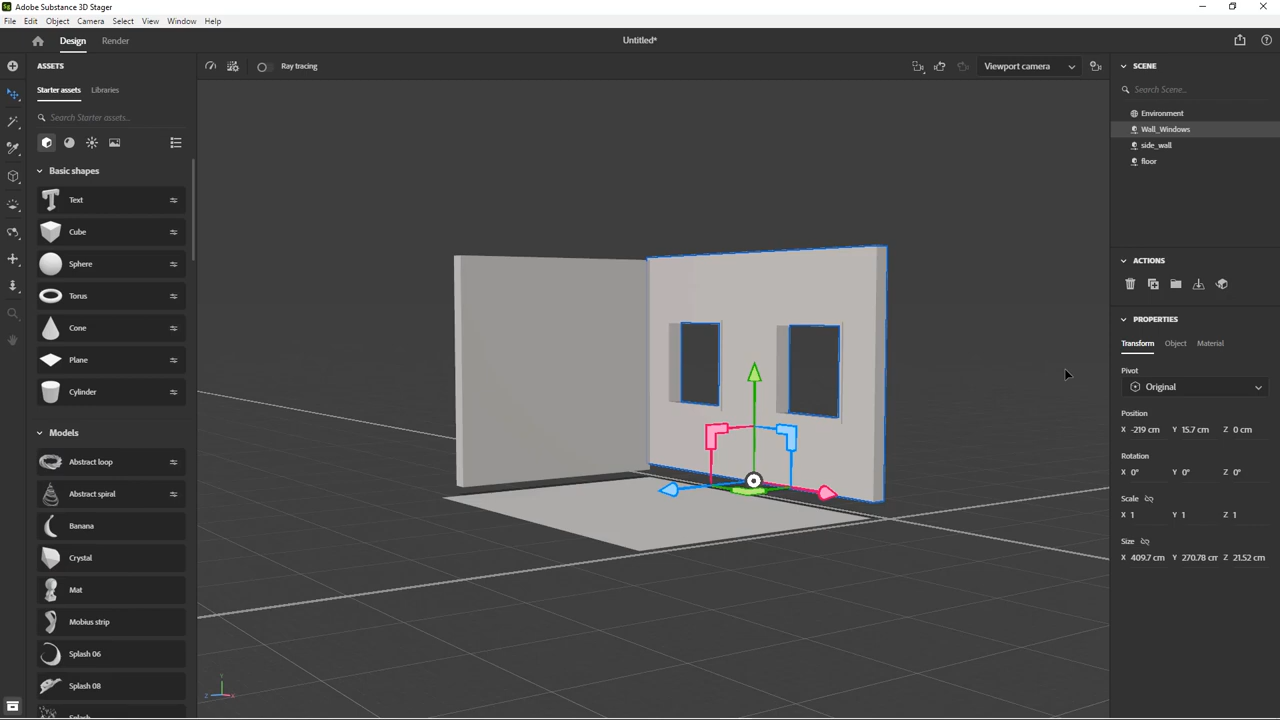 Adobe Substance 3D Stager
File Edit Object Camera Select View Window Help
Design Render
Untitled*
ASSETS
Starter assets Libraries
Search Starter assets...
Basic shapes
Text
Cube
Sphere
Torus
Cone
Plane
Cylinder
Models
Abstract loop
Abstract spiral
Banana
Crystal
Mat
Mobius strip
Splash 06
Splash 08
Ray tracing
Viewport camera
SCENE
Search Scene...
Environment
Wall_Windows
side_wall
floor
ACTIONS
PROPERTIES
Transform Object Material
Pivot
Original
Position
X -219 cm Y 15.7 cm Z 0 cm
Rotation
X 0° Y 0° Z 0°
Scale
X 1 Y 1 Z 1
Size
X 409.7 cm Y 270.78 cm Z 21.52 cm